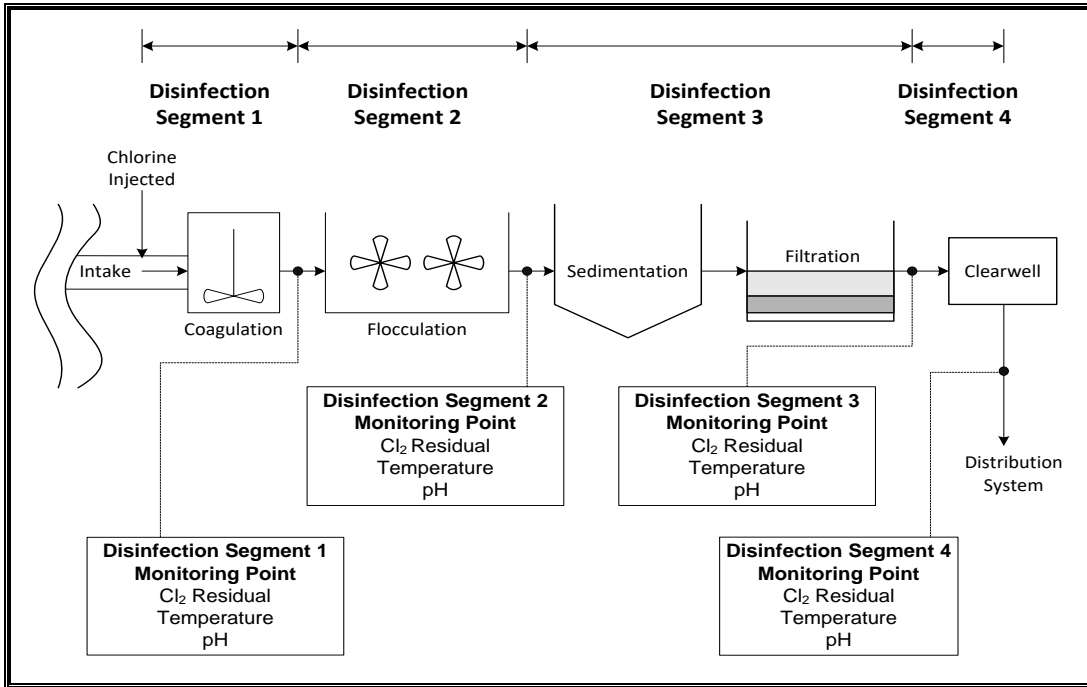 Disinfection
Segment 1
Disinfection
Segment 2
Disinfection
Segment 3
Disinfection
Segment 4
Chlorine
Injected
Intake
Coagulation
Flocculation
Sedimentation
Filtration
Clearwell
Distribution
System
Disinfection Segment 2
Monitoring Point
Cl₂ Residual
Temperature
pH
Disinfection Segment 3
Monitoring Point
Cl₂ Residual
Temperature
pH
Disinfection Segment 1
Monitoring Point
Cl₂ Residual
Temperature
pH
Disinfection Segment 4
Monitoring Point
Cl₂ Residual
Temperature
pH